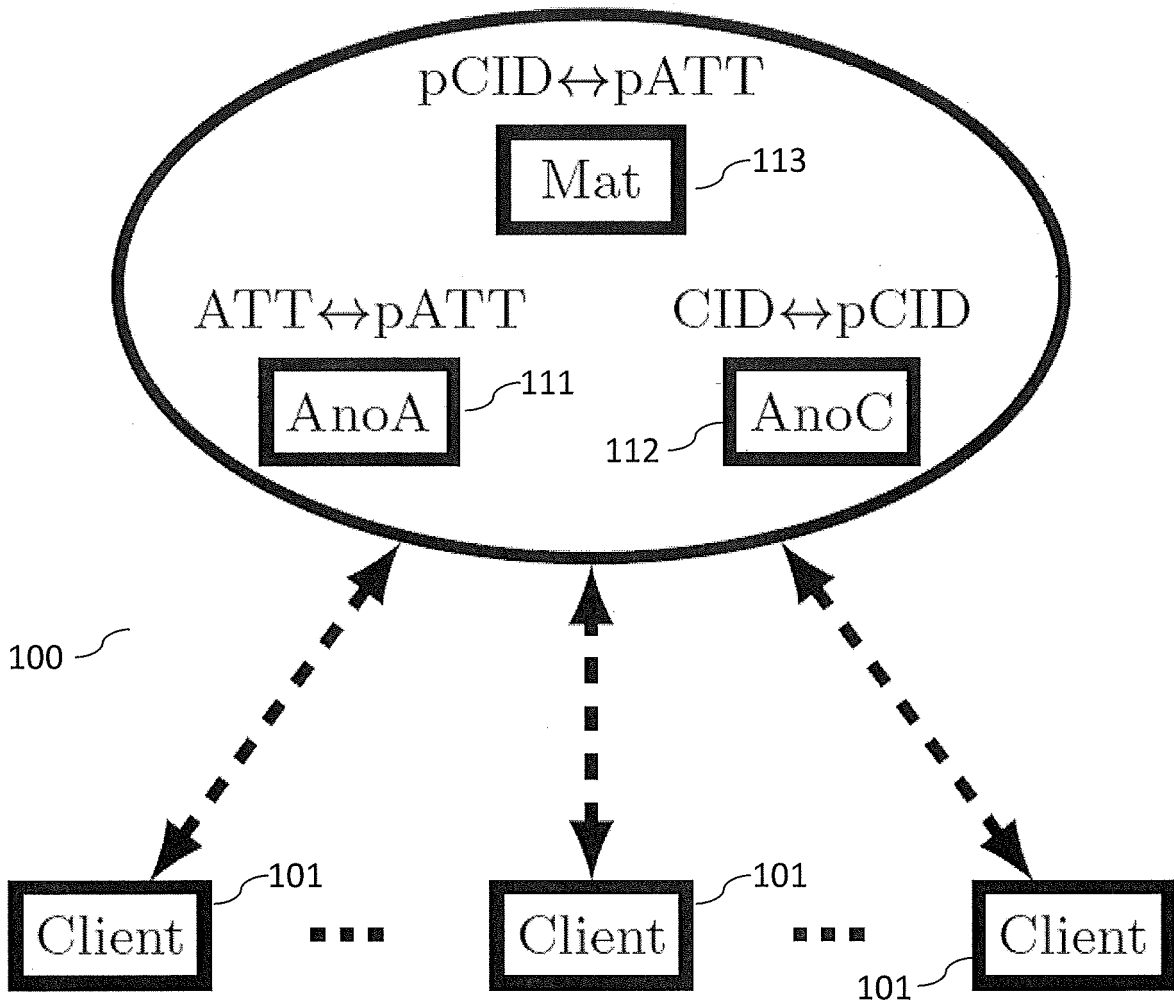 pCID↔pATT
Mat
113
ATT↔pATT
CID↔pCID
AnoA
111
AnoC
112
100
101
101
Client
Client
Client
101